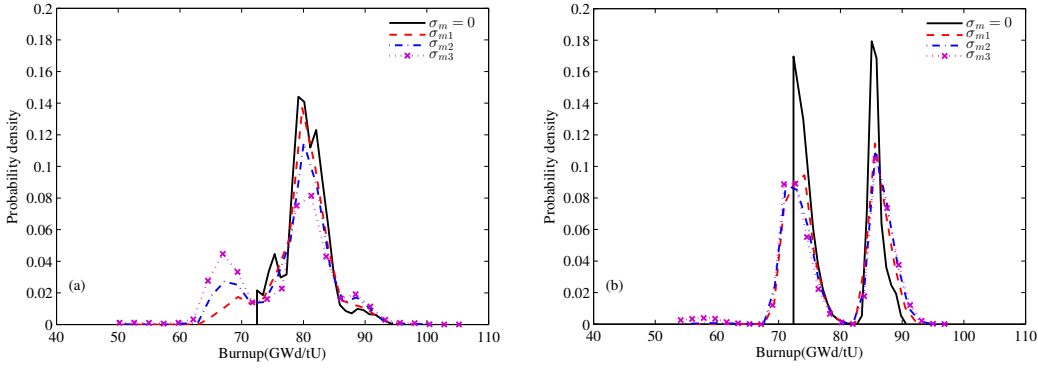 0.2
0.18
0.16
0.14
0.12
0.1
0.08
0.06
0.04
0.02
0
Probability density
40 50 60 70 80 90 100 110
Burnup(GWd/tU)
(a)
σm = 0
σm1
σm2
σm3
0.2
0.18
0.16
0.14
0.12
0.1
0.08
0.06
0.04
0.02
0
Probability density
40 50 60 70 80 90 100 110
Burnup(GWd/tU)
(b)
σm = 0
σm1
σm2
σm3